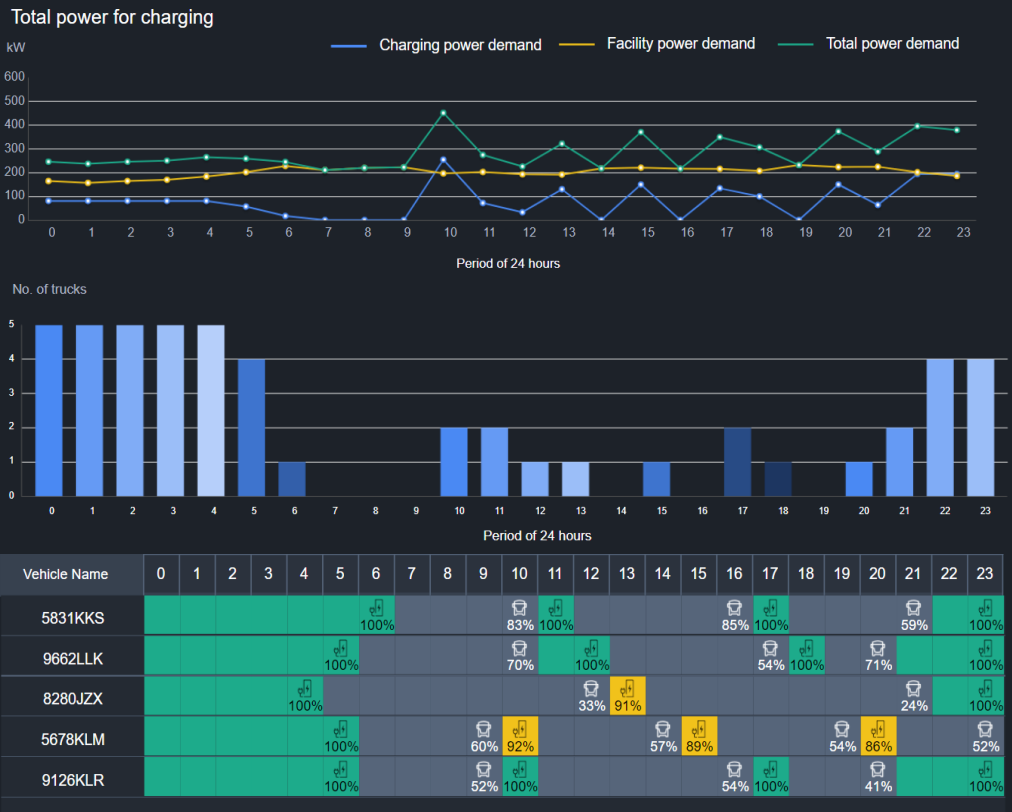 Total power for charging
kW
Charging power demand Facility power demand Total power demand
600
500
400
300
200
100
0
0 1 2 3 4 5 6 7 8 9 10 11 12 13 14 15 16 17 18 19 20 21 22 23
Period of 24 hours
No. of trucks
5
4
3
2
1
0
0 1 2 3 4 5 6 7 8 9 10 11 12 13 14 15 16 17 18 19 20 21 22 23
Period of 24 hours
Vehicle Name 0 1 2 3 4 5 6 7 8 9 10 11 12 13 14 15 16 17 18 19 20 21 22 23
5831KKS 100% 83% 100% 85% 100% 59% 100%
9662LLK 100% 70% 100% 54% 100% 71% 100%
8280JZX 100% 33% 91% 24% 100%
5678KLM 100% 60% 92% 57% 89% 54% 86% 52%
9126KLR 100% 52% 100% 54% 100% 41% 100%